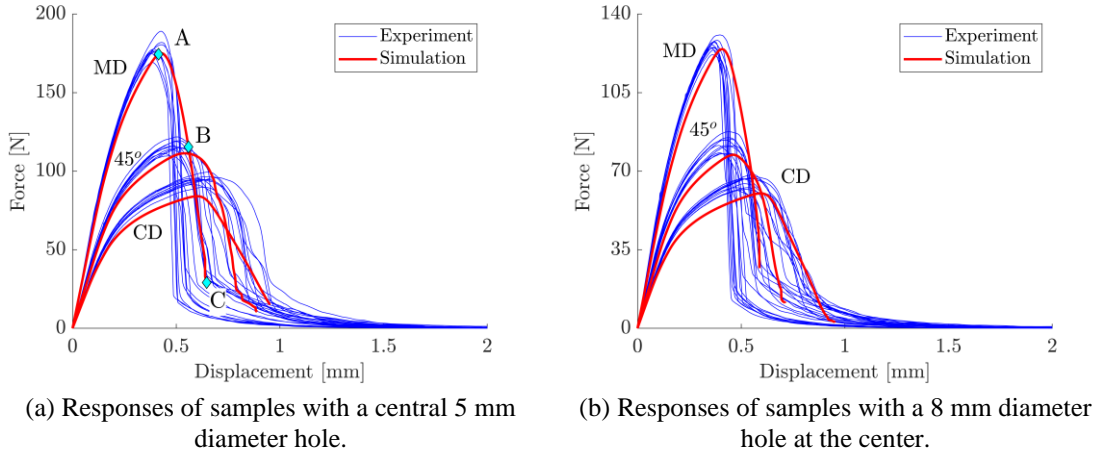 200
150
100
50
0
Force [N]
A
MD
B
45°
CD
C
Experiment
Simulation
0
0.5
1
1.5
2
Displacement [mm]
(a) Responses of samples with a central 5 mm
diameter hole.
140
105
70
35
0
Force [N]
MD
45°
CD
Experiment
Simulation
0
0.5
1
1.5
2
Displacement [mm]
(b) Responses of samples with a 8 mm diameter
hole at the center.